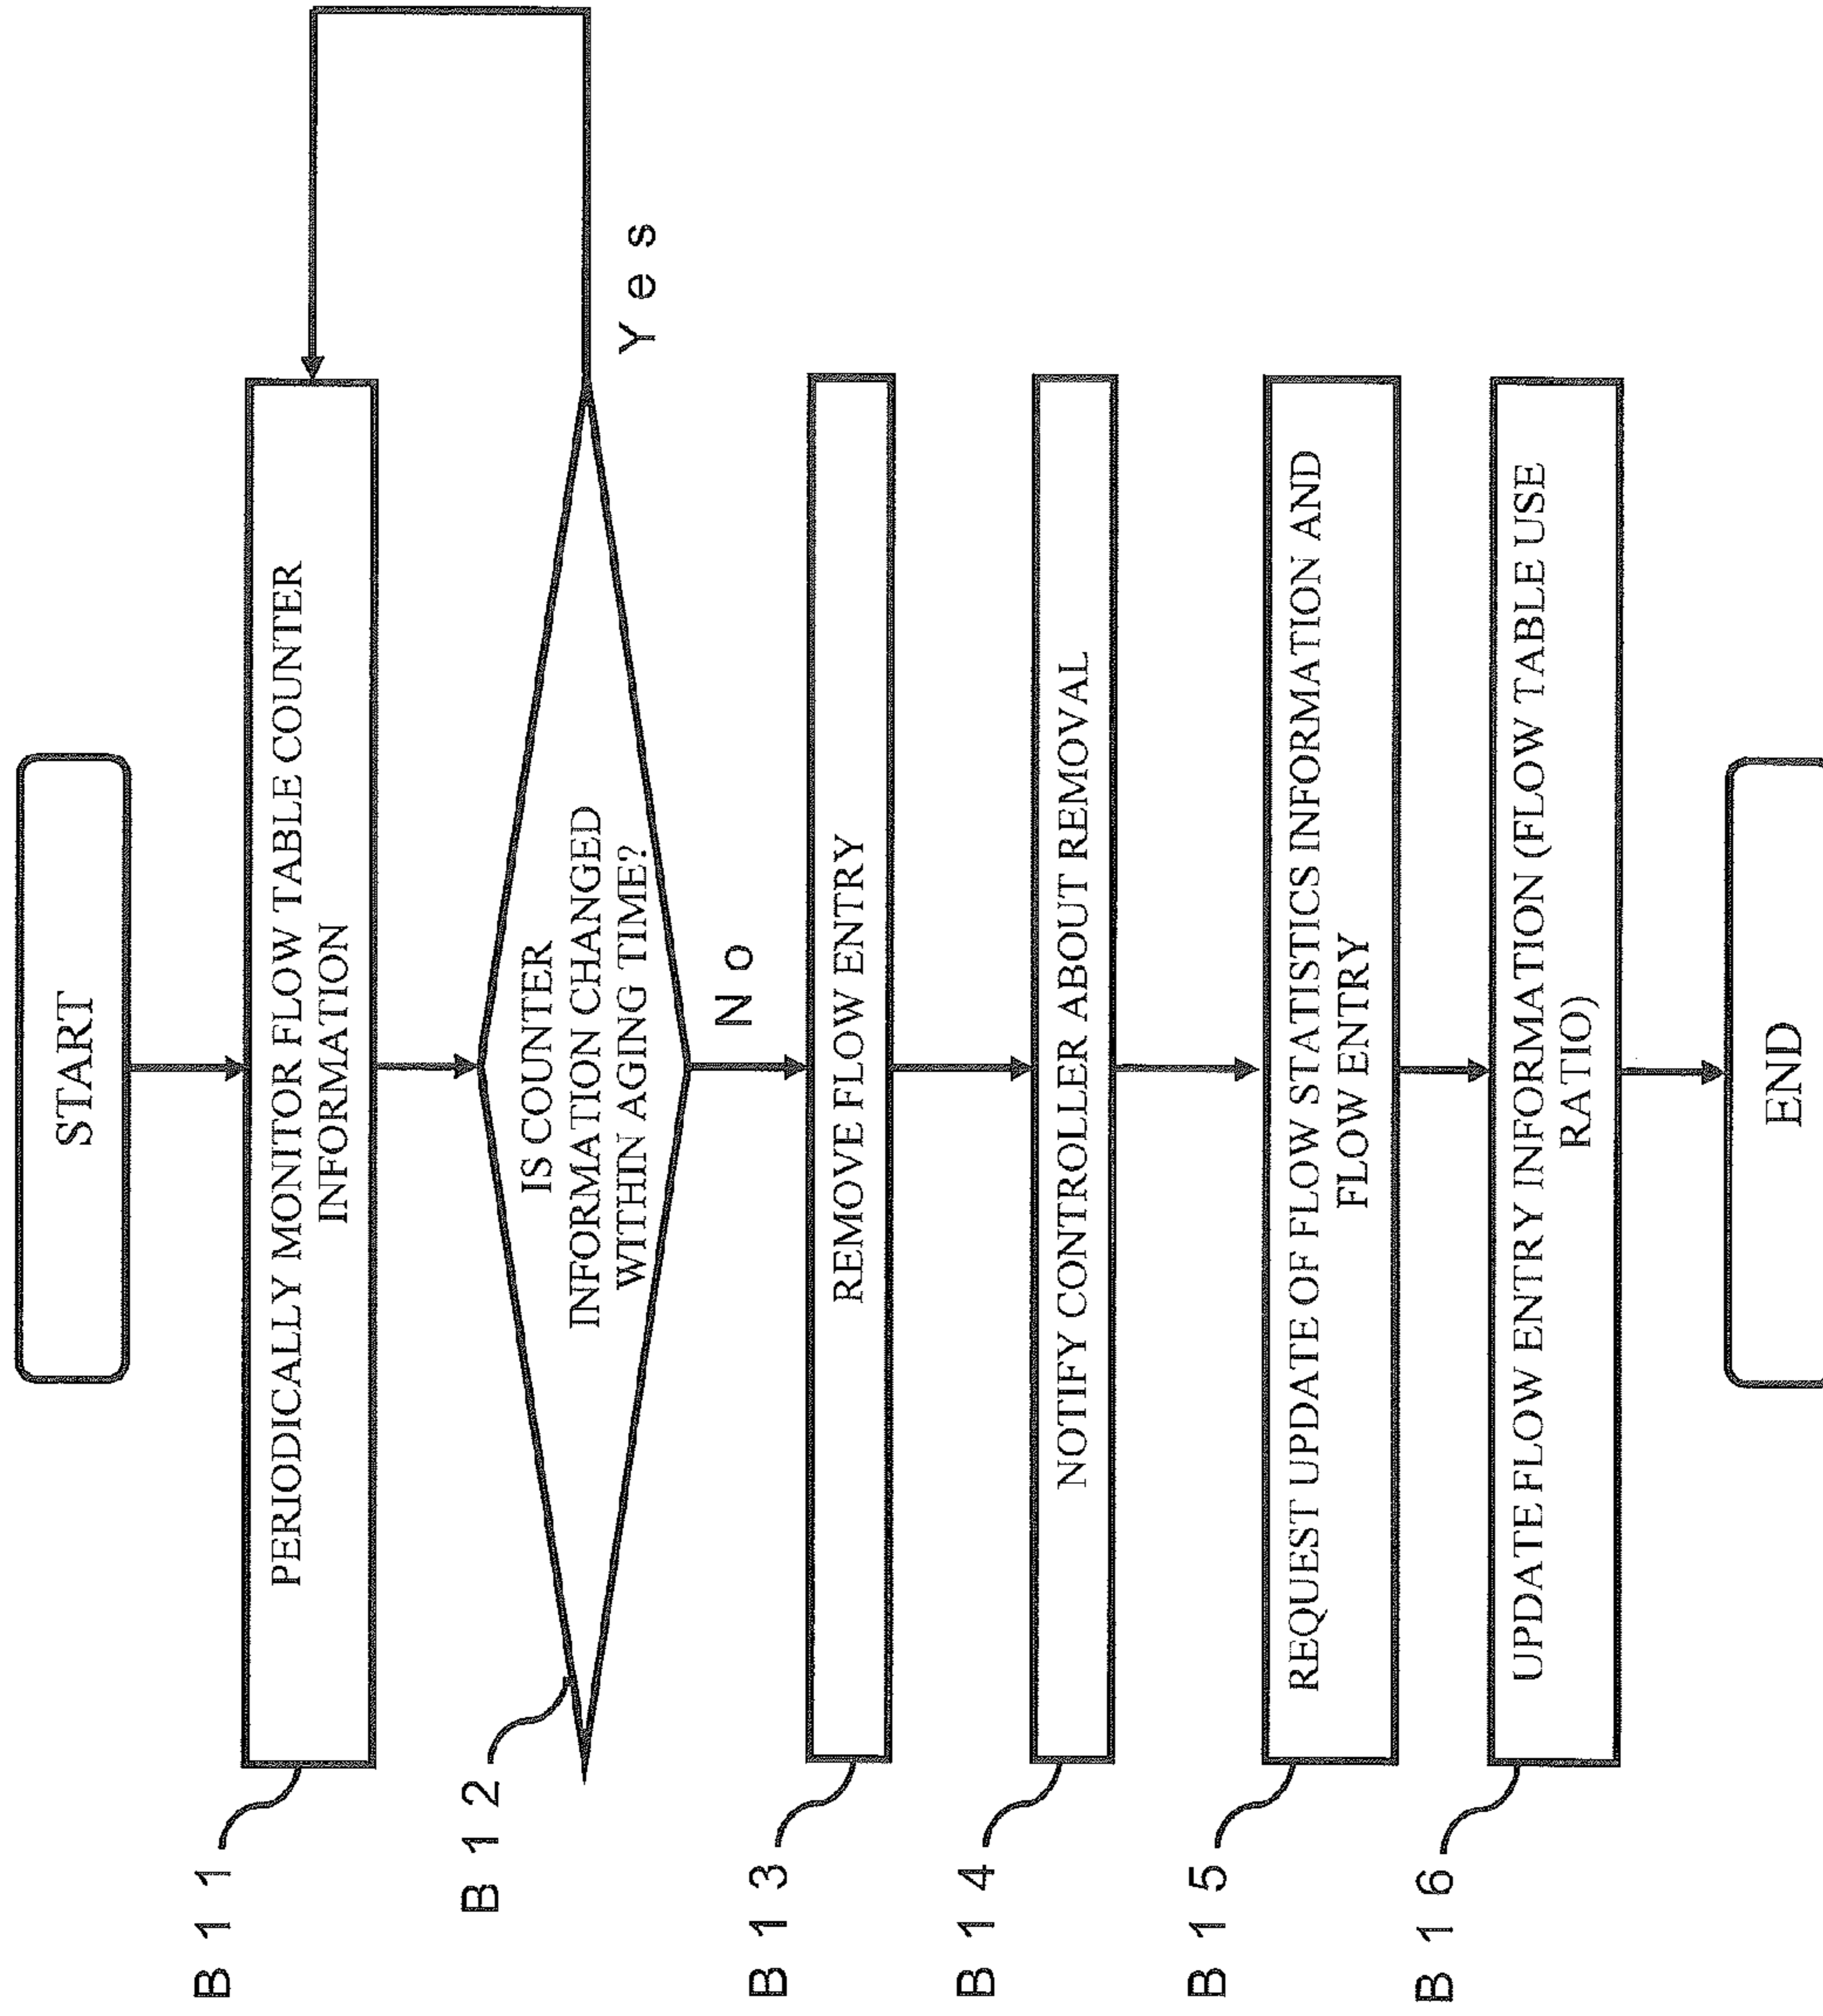 START
B11
PERIODICALLY MONITOR FLOW TABLE COUNTER
INFORMATION
B12
IS COUNTER
INFORMATION CHANGED
WITHIN AGING TIME?
Yes
No
B13
REMOVE FLOW ENTRY
B14
NOTIFY CONTROLLER ABOUT REMOVAL
B15
REQUEST UPDATE OF FLOW STATISTICS INFORMATION AND
FLOW ENTRY
B16
UPDATE FLOW ENTRY INFORMATION (FLOW TABLE USE
RATIO)
END